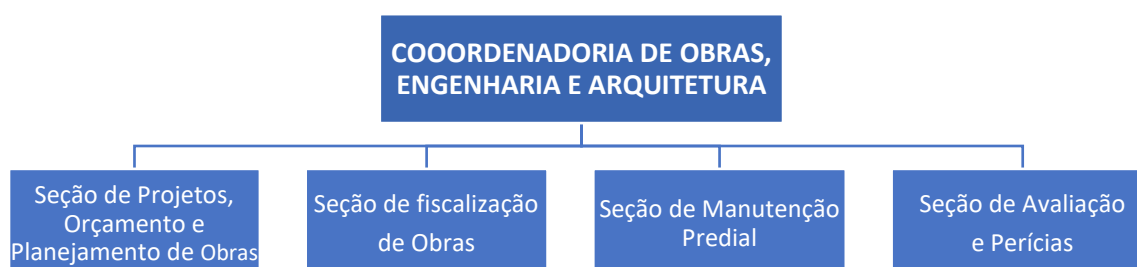 COOORDENADORIA DE OBRAS,
ENGENHARIA E ARQUITETURA
Seção de Projetos,
Orçamento e
Planejamento de Obras
Seção de fiscalização
de Obras
Seção de Manutenção
Predial
Seção de Avaliação
e Perícias